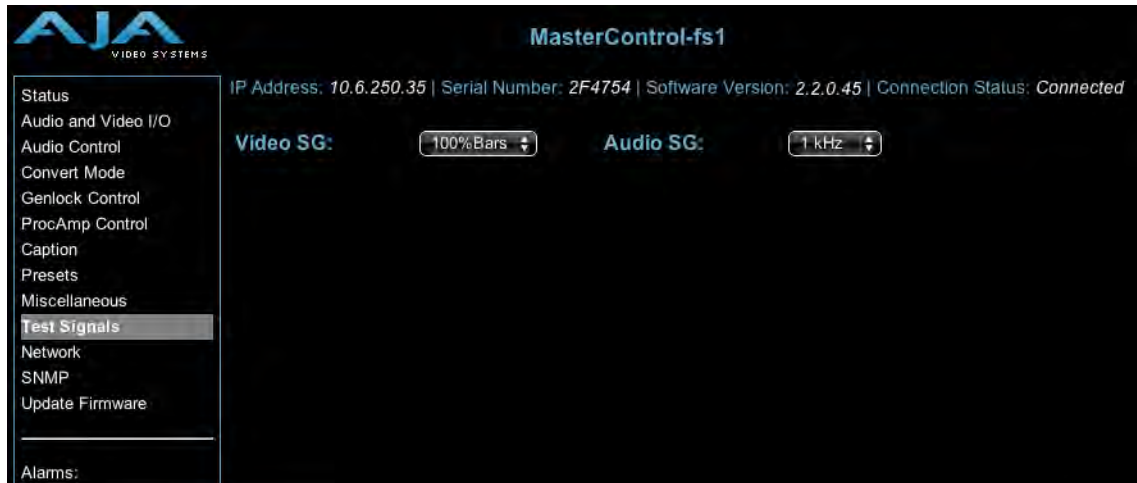 AJA
VIDEO SYSTEMS
MasterControl-fs1
IP Address: 10.6.250.35 | Serial Number: 2F4754 | Software Version: 2.2.0.45 | Connection Status: Connected
Status
Audio and Video I/O
Audio Control
Convert Mode
Genlock Control
ProcAmp Control
Caption
Presets
Miscellaneous
Test Signals
Network
SNMP
Update Firmware
Alarms:
Video SG: 100%Bars Audio SG: 1 kHz